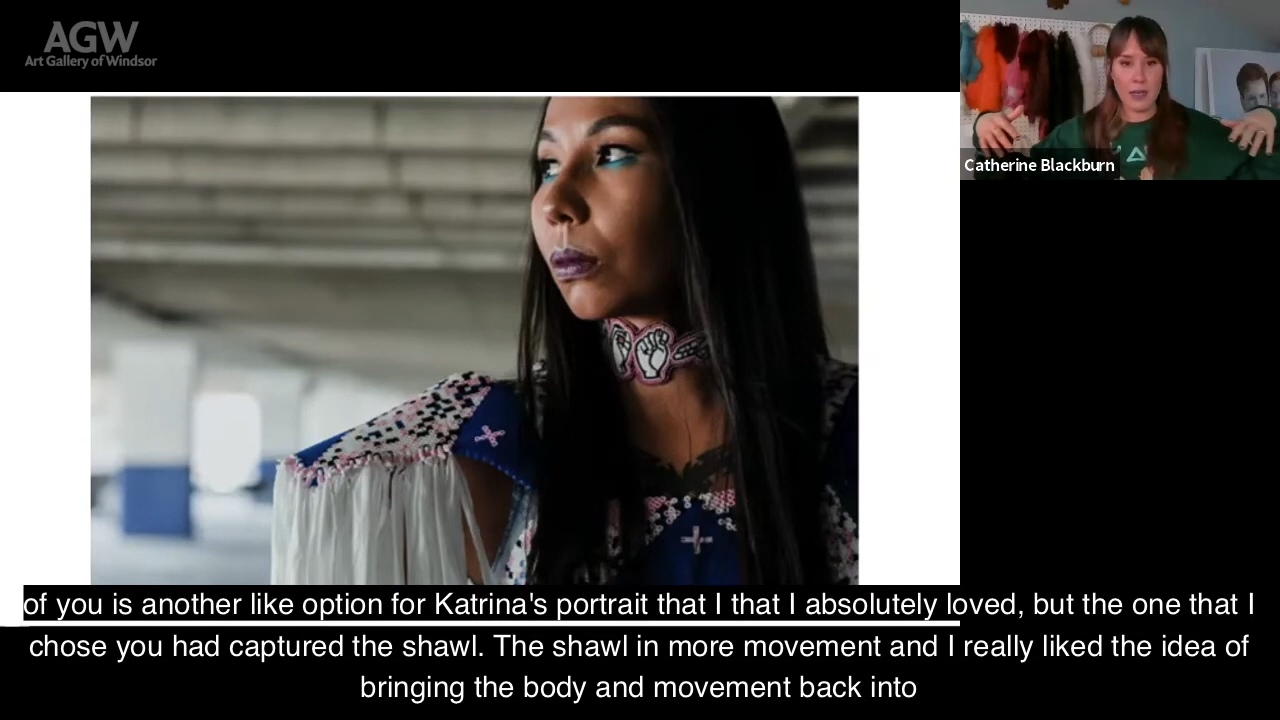 AGW
Art Gallery of Windsor
Catherine Blackburn
of you is another like option for Katrina's portrait that I that I absolutely loved, but the one that I
chose you had captured the shawl. The shawl in more movement and I really liked the idea of
bringing the body and movement back into